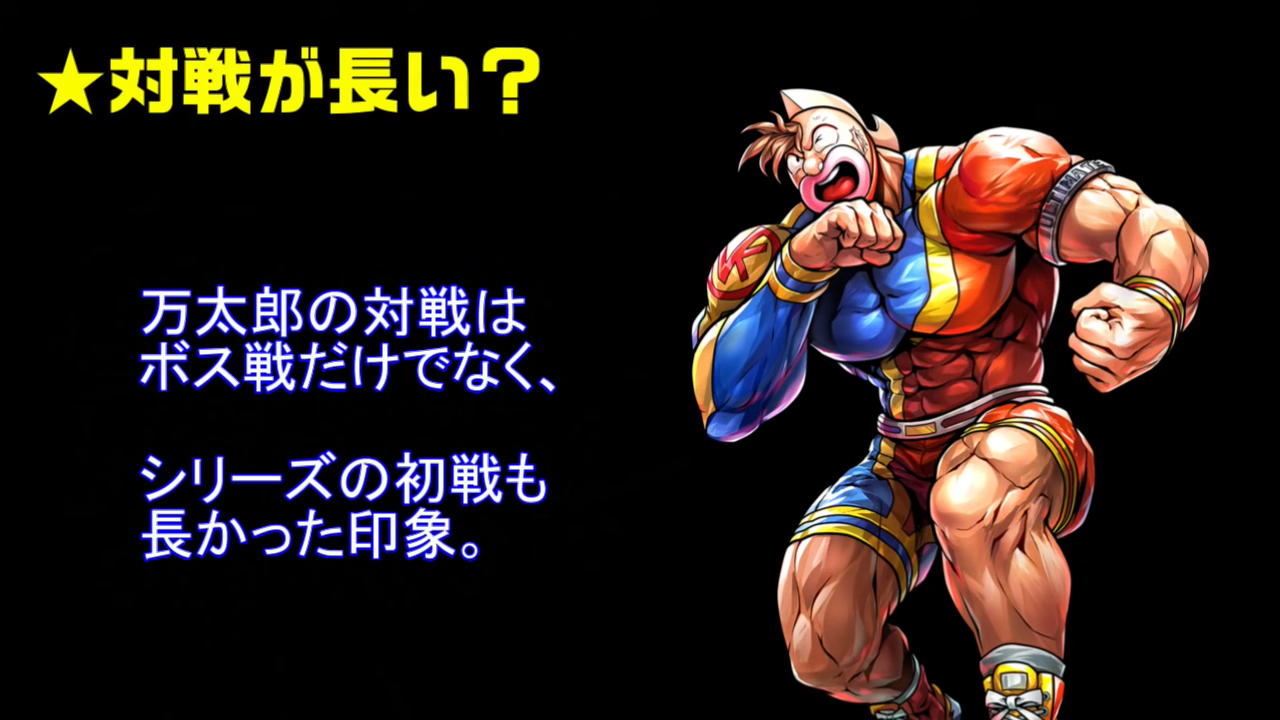 ★対戦が長い?
万太郎の対戦は
ボス戦だけでなく、
シリーズの初戦も
長かった印象。
K
ULTIMATE